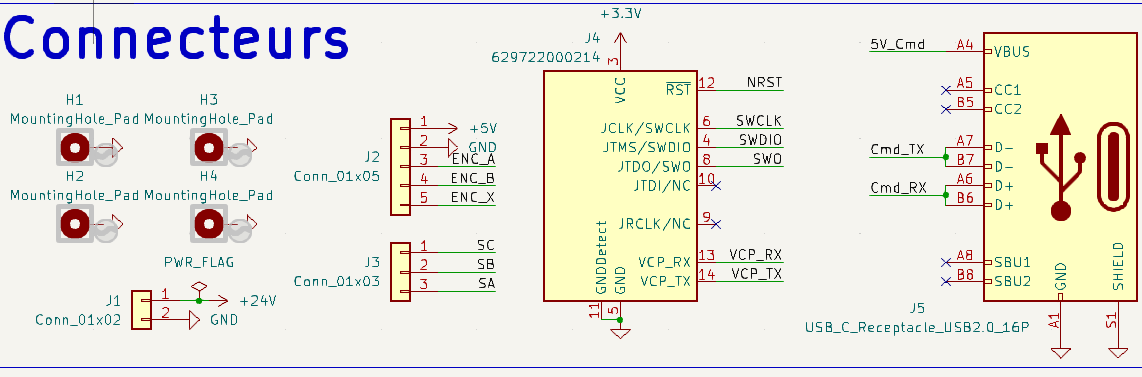 Connecteurs
H1
MountingHole_Pad
H3
MountingHole_Pad
H2
MountingHole_Pad
H4
MountingHole_Pad
PWR_FLAG
J1
Conn_01x02
1
2
+24V
GND
J2
Conn_01x05
1
2
3
4
5
+5V
GND
ENC_A
ENC_B
ENC_X
J3
Conn_01x03
1
2
3
SC
SB
SA
+3.3V
J4
629722000214
3
VCC
RST
12
NRST
JCLK/SWCLK
6
SWCLK
JTMS/SWDIO
4
SWDIO
JTDO/SWO
8
SWO
JTDI/NC
10
JRCLK/NC
9
VCP_RX
13
VCP_RX
VCP_TX
14
VCP_TX
GNDDetect
GND
11
5
5V_Cmd
A4
VBUS
A5
CC1
B5
CC2
Cmd_TX
A7
D-
B7
D-
Cmd_RX
A6
D+
B6
D+
A8
SBU1
B8
SBU2
GND
SHIELD
A1
S1
J5
USB_C_Receptacle_USB2.0_16P